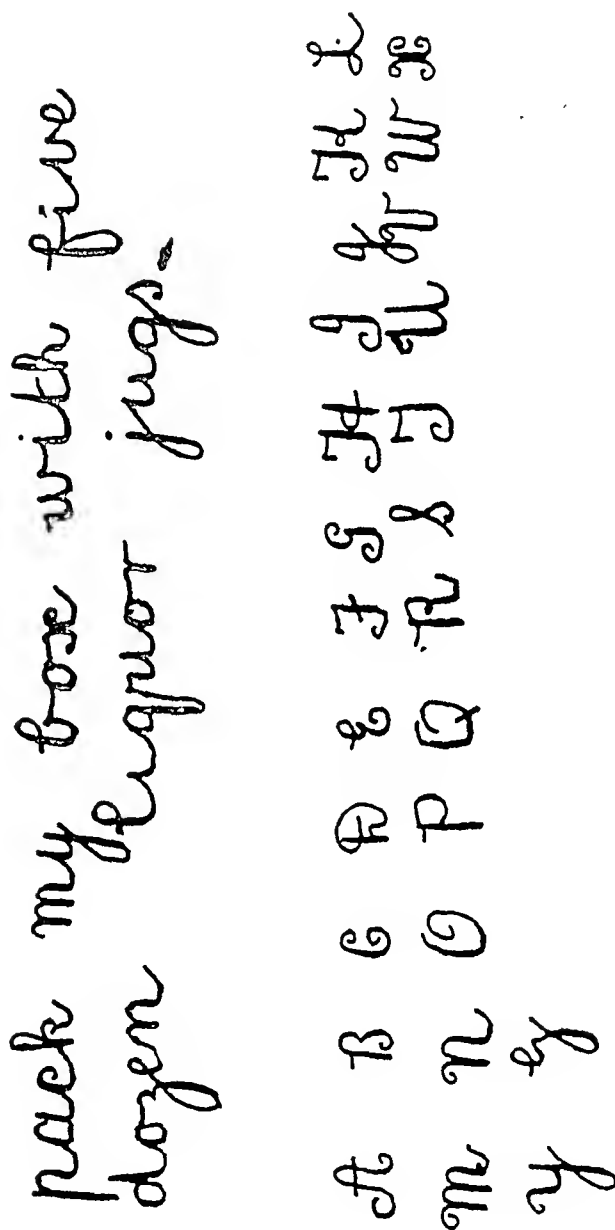 pack my box with five
dozen liquor jugs.
A B C D E F G H I J K L
M N O P Q R S T U V W X
Y Z